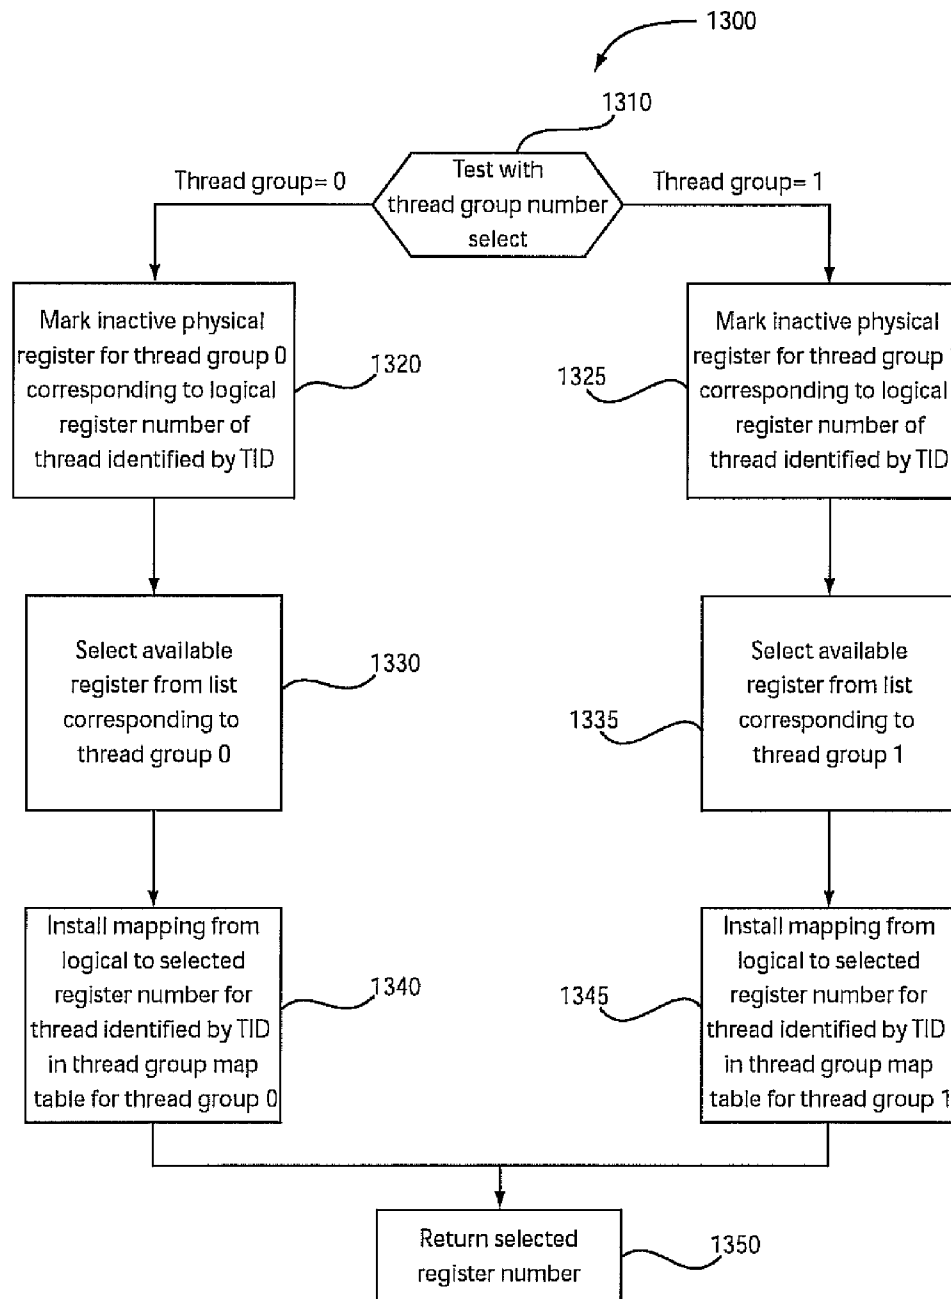 1300
1310
Test with
thread group number
select
Thread group= 0
Thread group= 1
Mark inactive physical
register for thread group 0
corresponding to logical
register number of
thread identified by TID
1320
1325
Mark inactive physical
register for thread group
corresponding to logical
register number of
thread identified by TID
Select available
register from list
corresponding to
thread group 0
1330
1335
Select available
register from list
corresponding to
thread group 1
Install mapping from
logical to selected
register number for
thread identified by TID
in thread group map
table for thread group 0
1340
1345
Install mapping from
logical to selected
register number for
thread identified by TID
in thread group map
table for thread group 1
Return selected
register number
1350